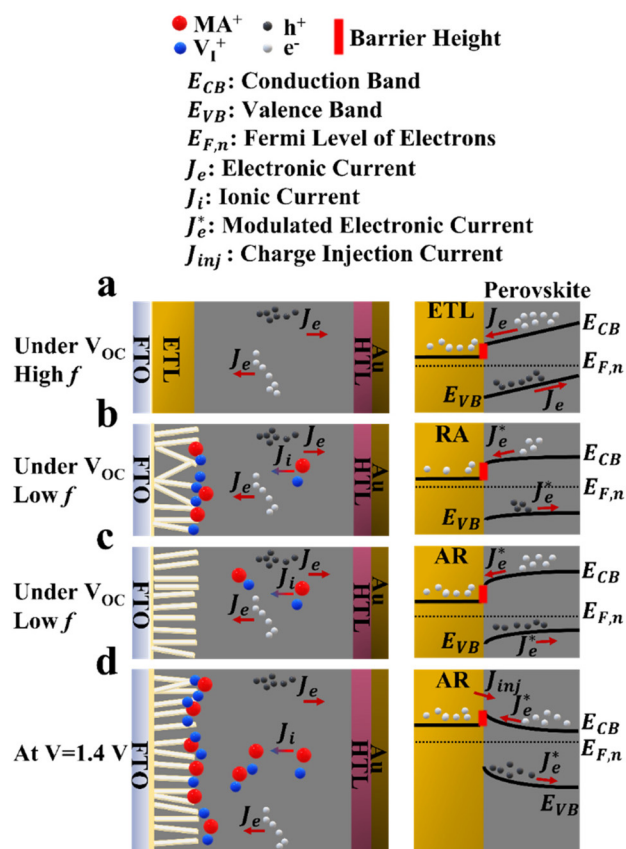 MA⁺ h⁺ Barrier Height
V_I⁺ e⁻
E_CB: Conduction Band
E_VB: Valence Band
E_F,n: Fermi Level of Electrons
J_e: Electronic Current
J_i: Ionic Current
J_e^*: Modulated Electronic Current
J_inj: Charge Injection Current
a
Under V_OC
High f
FTO
ETL
J_e
J_e
HTL
Au
Perovskite
ETL
J_e
E_CB
E_F,n
E_VB
J_e
b
Under V_OC
Low f
FTO
J_e
J_i
J_e
HTL
Au
RA
J_e^*
E_CB
J_e^*
E_F,n
E_VB
c
Under V_OC
Low f
FTO
J_i
J_e
J_e
HTL
Au
AR
J_e^*
E_CB
E_F,n
E_VB
J_e^*
d
At V=1.4 V
FTO
J_e
J_i
J_e
HTL
Au
AR
J_inj
J_e^*
E_CB
E_F,n
J_e^*
E_VB